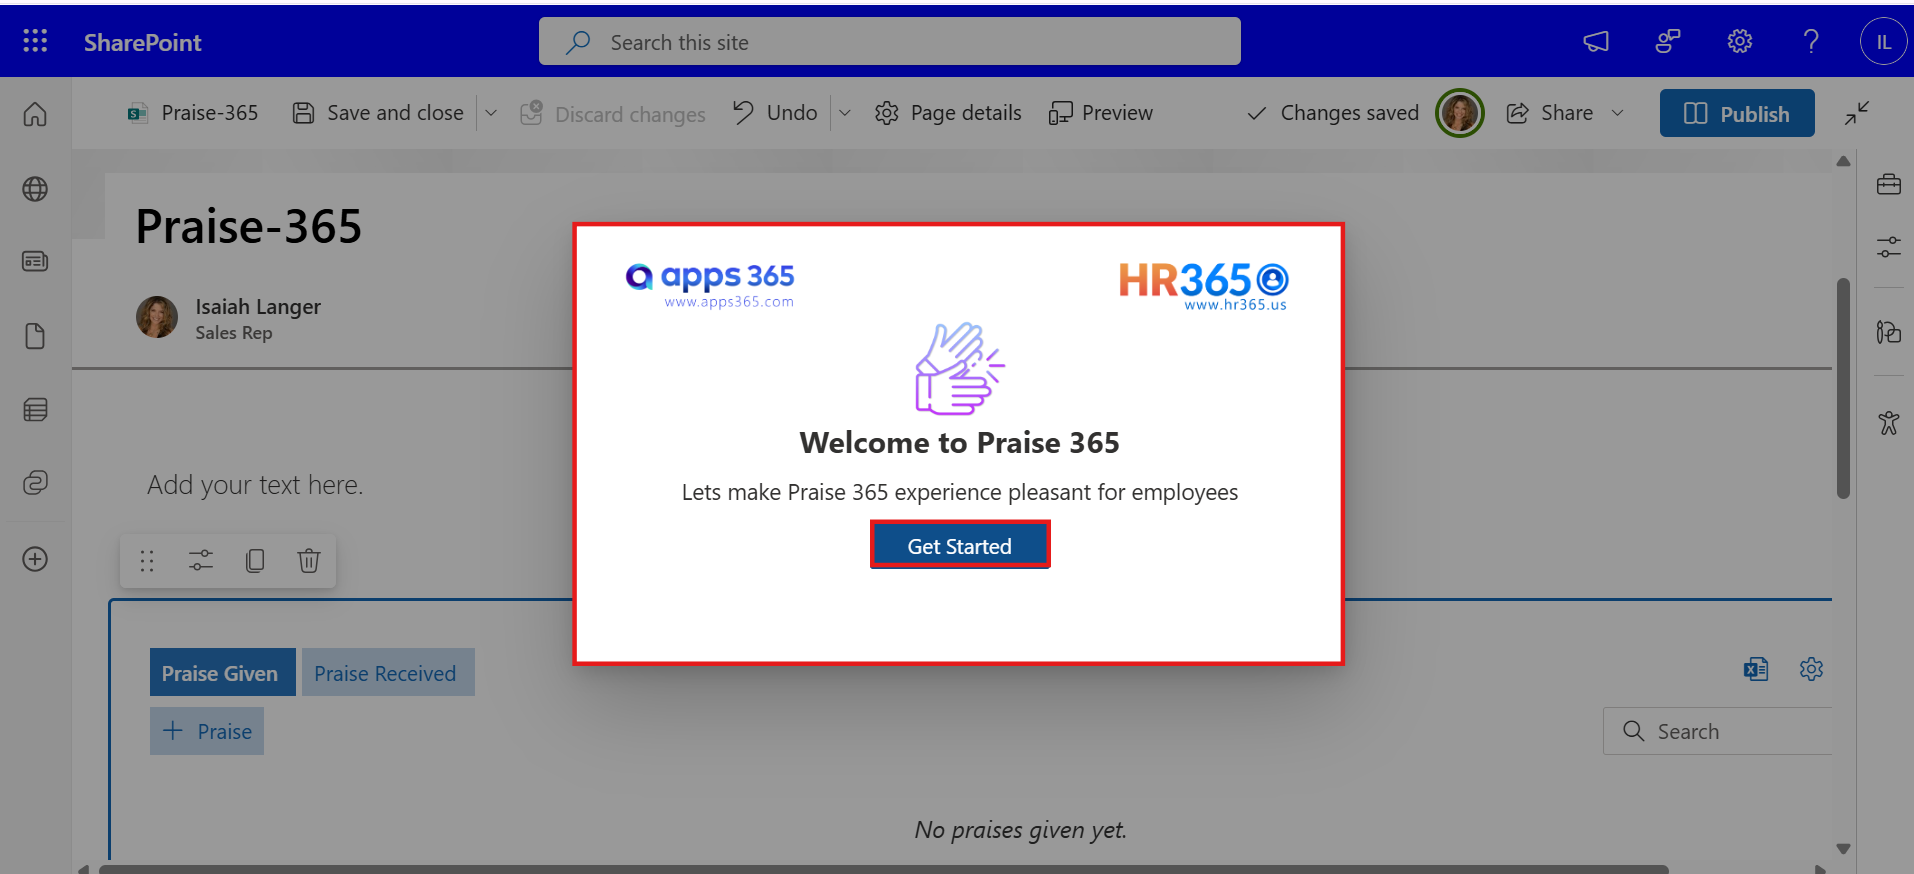 SharePoint
Search this site
IL
Praise-365
Save and close
Discard changes
Undo
Page details
Preview
Changes saved
Share
Publish
Praise-365
Isaiah Langer
Sales Rep
apps 365
www.apps365.com
HR365
www.hr365.us
Welcome to Praise 365
Lets make Praise 365 experience pleasant for employees
Get Started
Add your text here.
Praise Given
Praise Received
Praise
Search
No praises given yet.